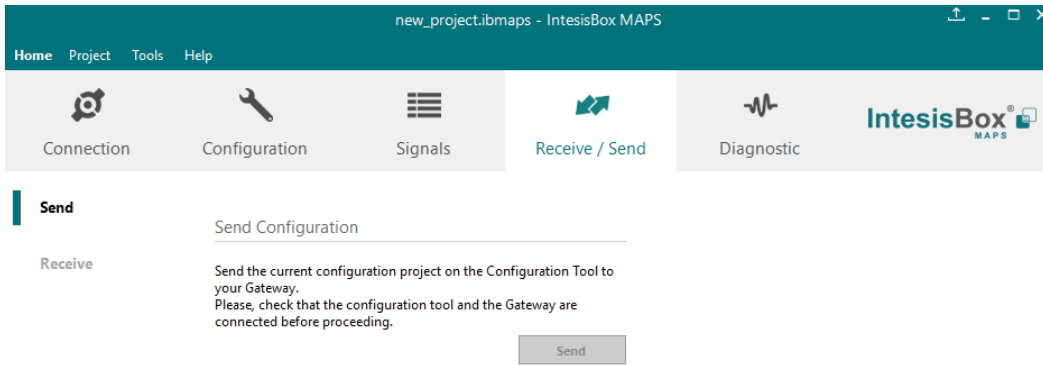 new_project.ibmaps - IntesisBox MAPS
Home Project Tools Help
Connection Configuration Signals Receive / Send Diagnostic
IntesisBox®
MAPS
Send
Send Configuration
Receive
Send the current configuration project on the Configuration Tool to
your Gateway.
Please, check that the configuration tool and the Gateway are
connected before proceeding.
Send